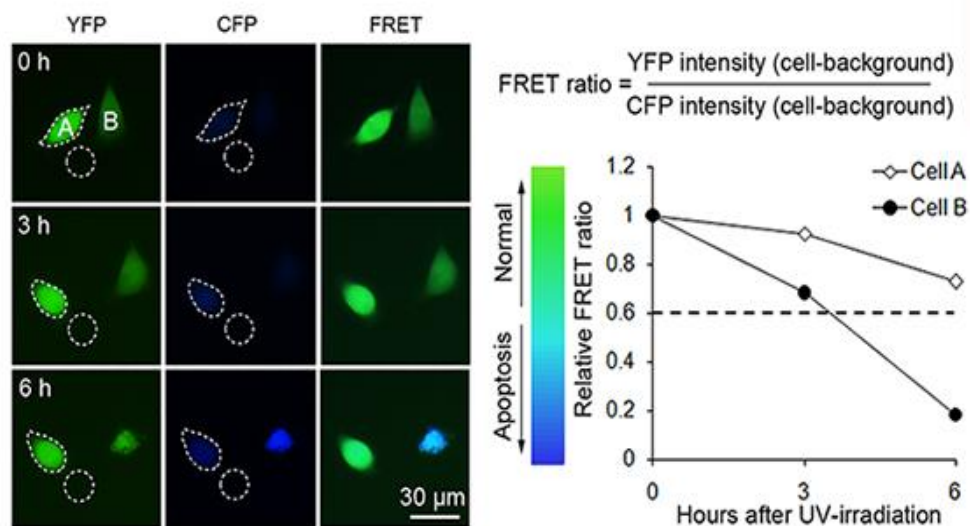 YFP CFP FRET
0 h
A B
3 h
6 h
30 µm
FRET ratio = YFP intensity (cell-background)
CFP intensity (cell-background)
Normal
Apoptosis
Relative FRET ratio
1.2
1
0.8
0.6
0.4
0.2
0
Cell A
Cell B
0 3 6
Hours after UV-irradiation